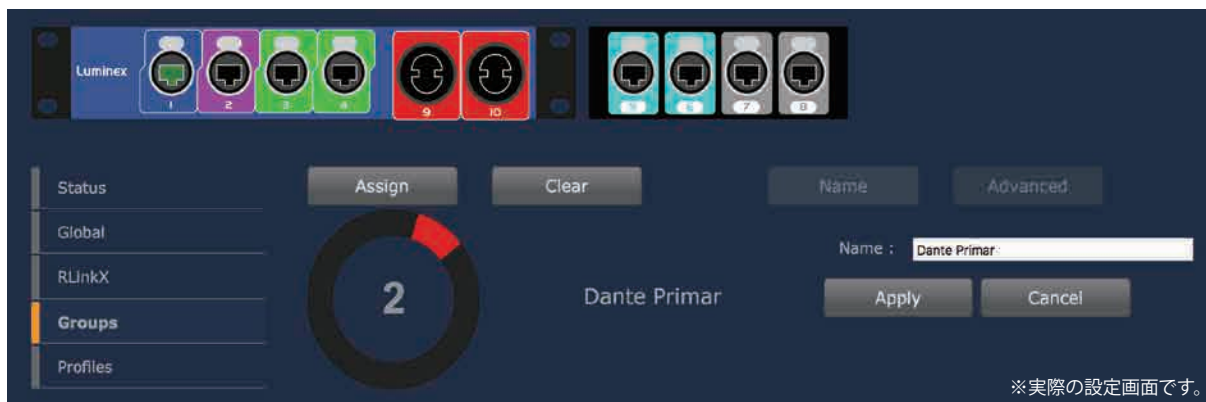 Luminex
1 2 3 4 9 10 5 6 7 8
Status
Assign
Clear
Name
Advanced
Global
Name :
Dante Primar
RLinkX
2
Dante Primar
Apply
Cancel
Groups
Profiles
※実際の設定画面です。